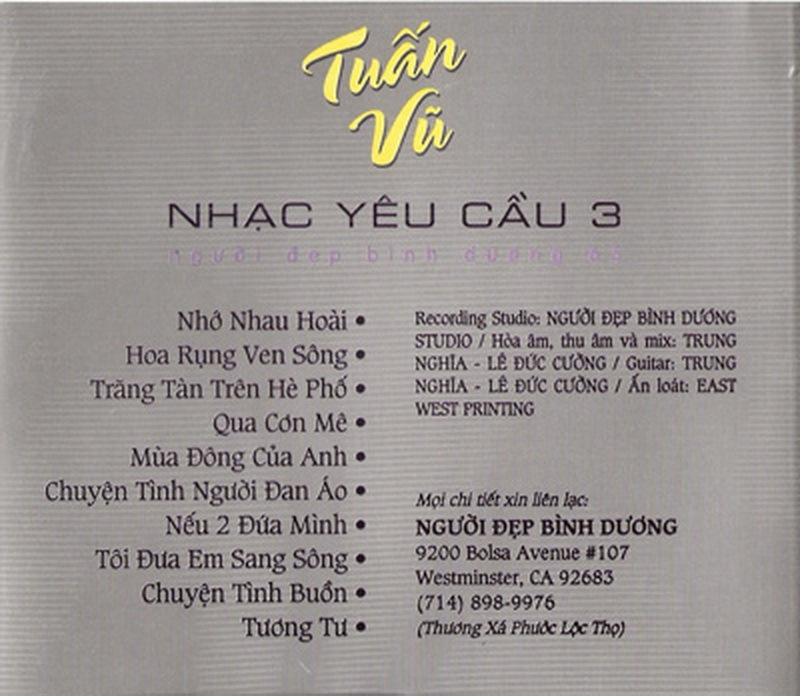 Tuấn
Vũ
NHẠC YÊU CẦU 3
người đẹp bình dương
Nhớ Nhau Hoài •
Hoa Rụng Ven Sông •
Trăng Tàn Trên Hè Phố •
Qua Cơn Mê •
Mùa Đông Của Anh •
Chuyện Tình Người Đan Áo •
Nếu 2 Đứa Mình •
Tôi Đưa Em Sang Sông •
Chuyện Tình Buồn •
Tương Tư •
Recording Studio: NGƯỜI ĐẸP BÌNH DƯƠNG
STUDIO / Hòa âm, thu âm và mix: TRUNG
NGHĨA - LÊ ĐỨC CƯỜNG / Guitar: TRUNG
NGHĨA - LÊ ĐỨC CƯỜNG / Ấn loát: EAST
WEST PRINTING
Mọi chi tiết xin liên lạc:
NGƯỜI ĐẸP BÌNH DƯƠNG
9200 Bolsa Avenue #107
Westminster, CA 92683
(714) 898-9976
(Thương Xá Phước Lộc Thọ)